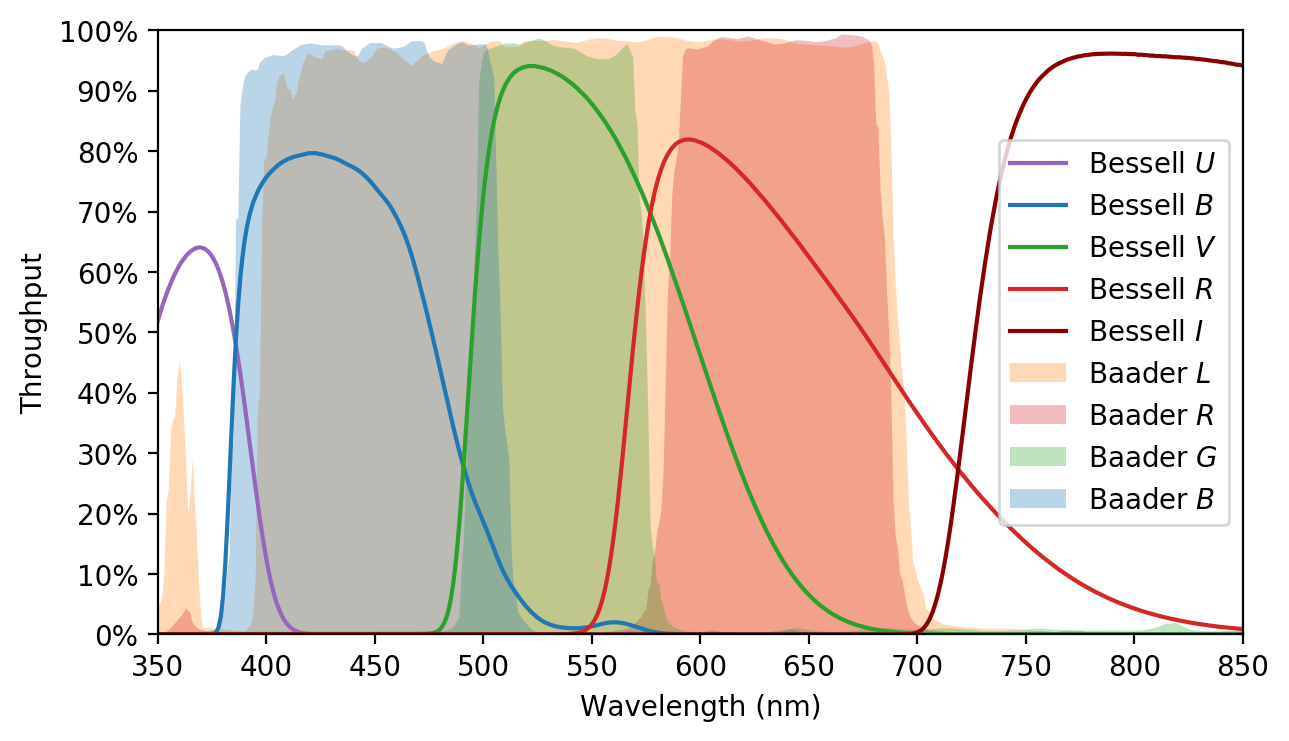 100%
90%
80%
70%
60%
50%
40%
30%
20%
10%
0%
Throughput
350 400 450 500 550 600 650 700 750 800 850
Wavelength (nm)
Bessell U
Bessell B
Bessell V
Bessell R
Bessell I
Baader L
Baader R
Baader G
Baader B